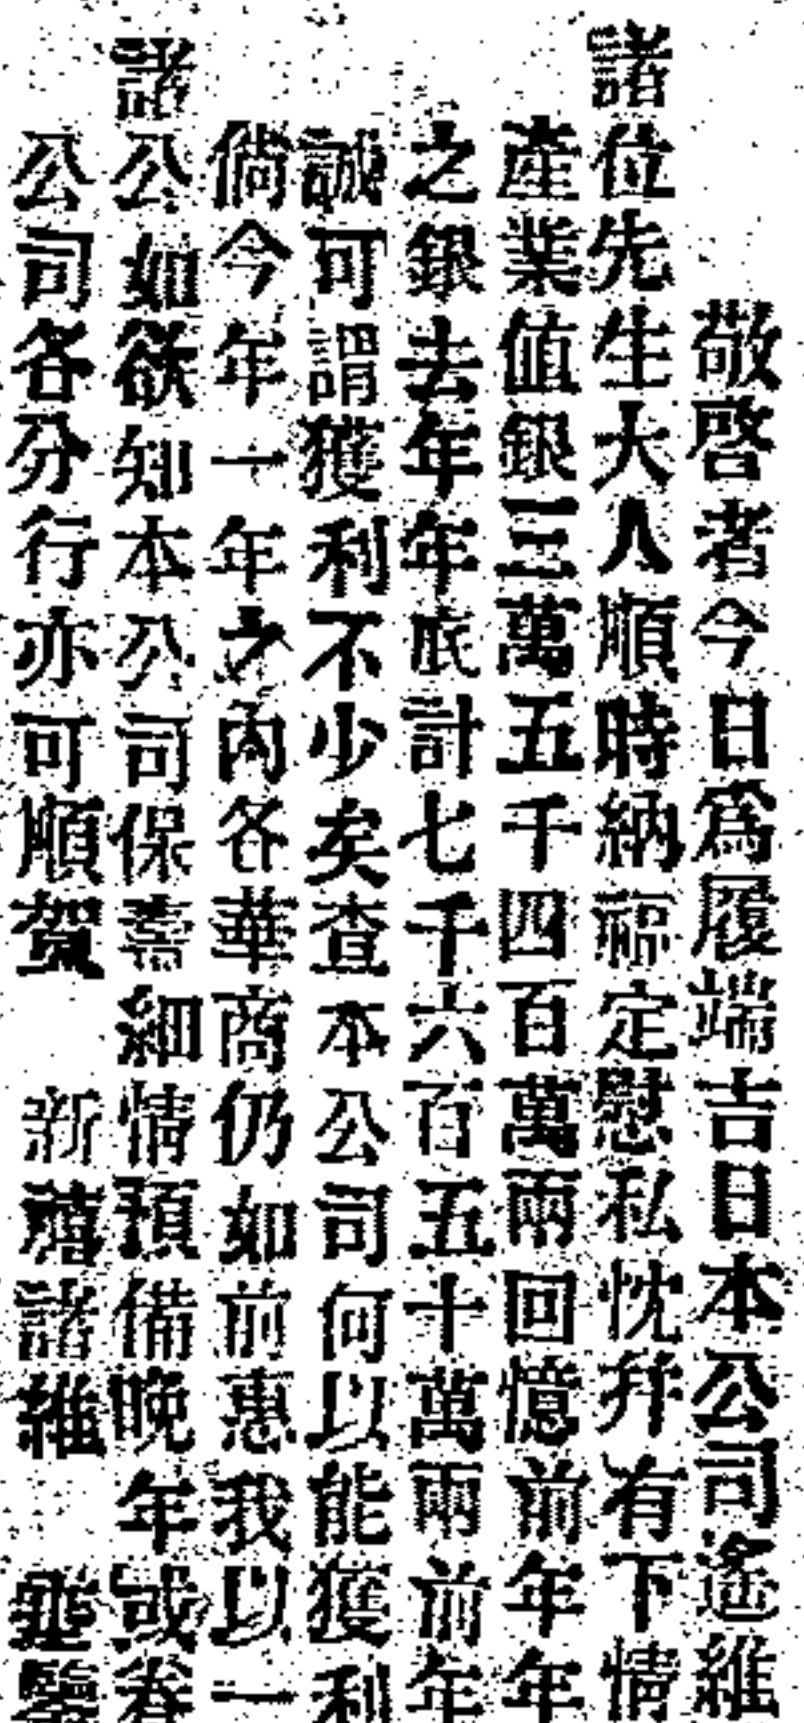 敬啓者今日爲履端吉日本公司遙維
諸位先生大人順時納福定慰私忱幷有下情
產業值銀三萬五千四百萬兩回憶前年年
之銀去年年底計七千六百五十萬兩前年
誠可謂獲利不少矣查本公司何以能獲利
倘今年一年之內各華商仍如前惠我以一
諸公如欲知本公司保壽細情預備晚年或眷
公司各分行亦可順賀 新禧諸維 垂鑒